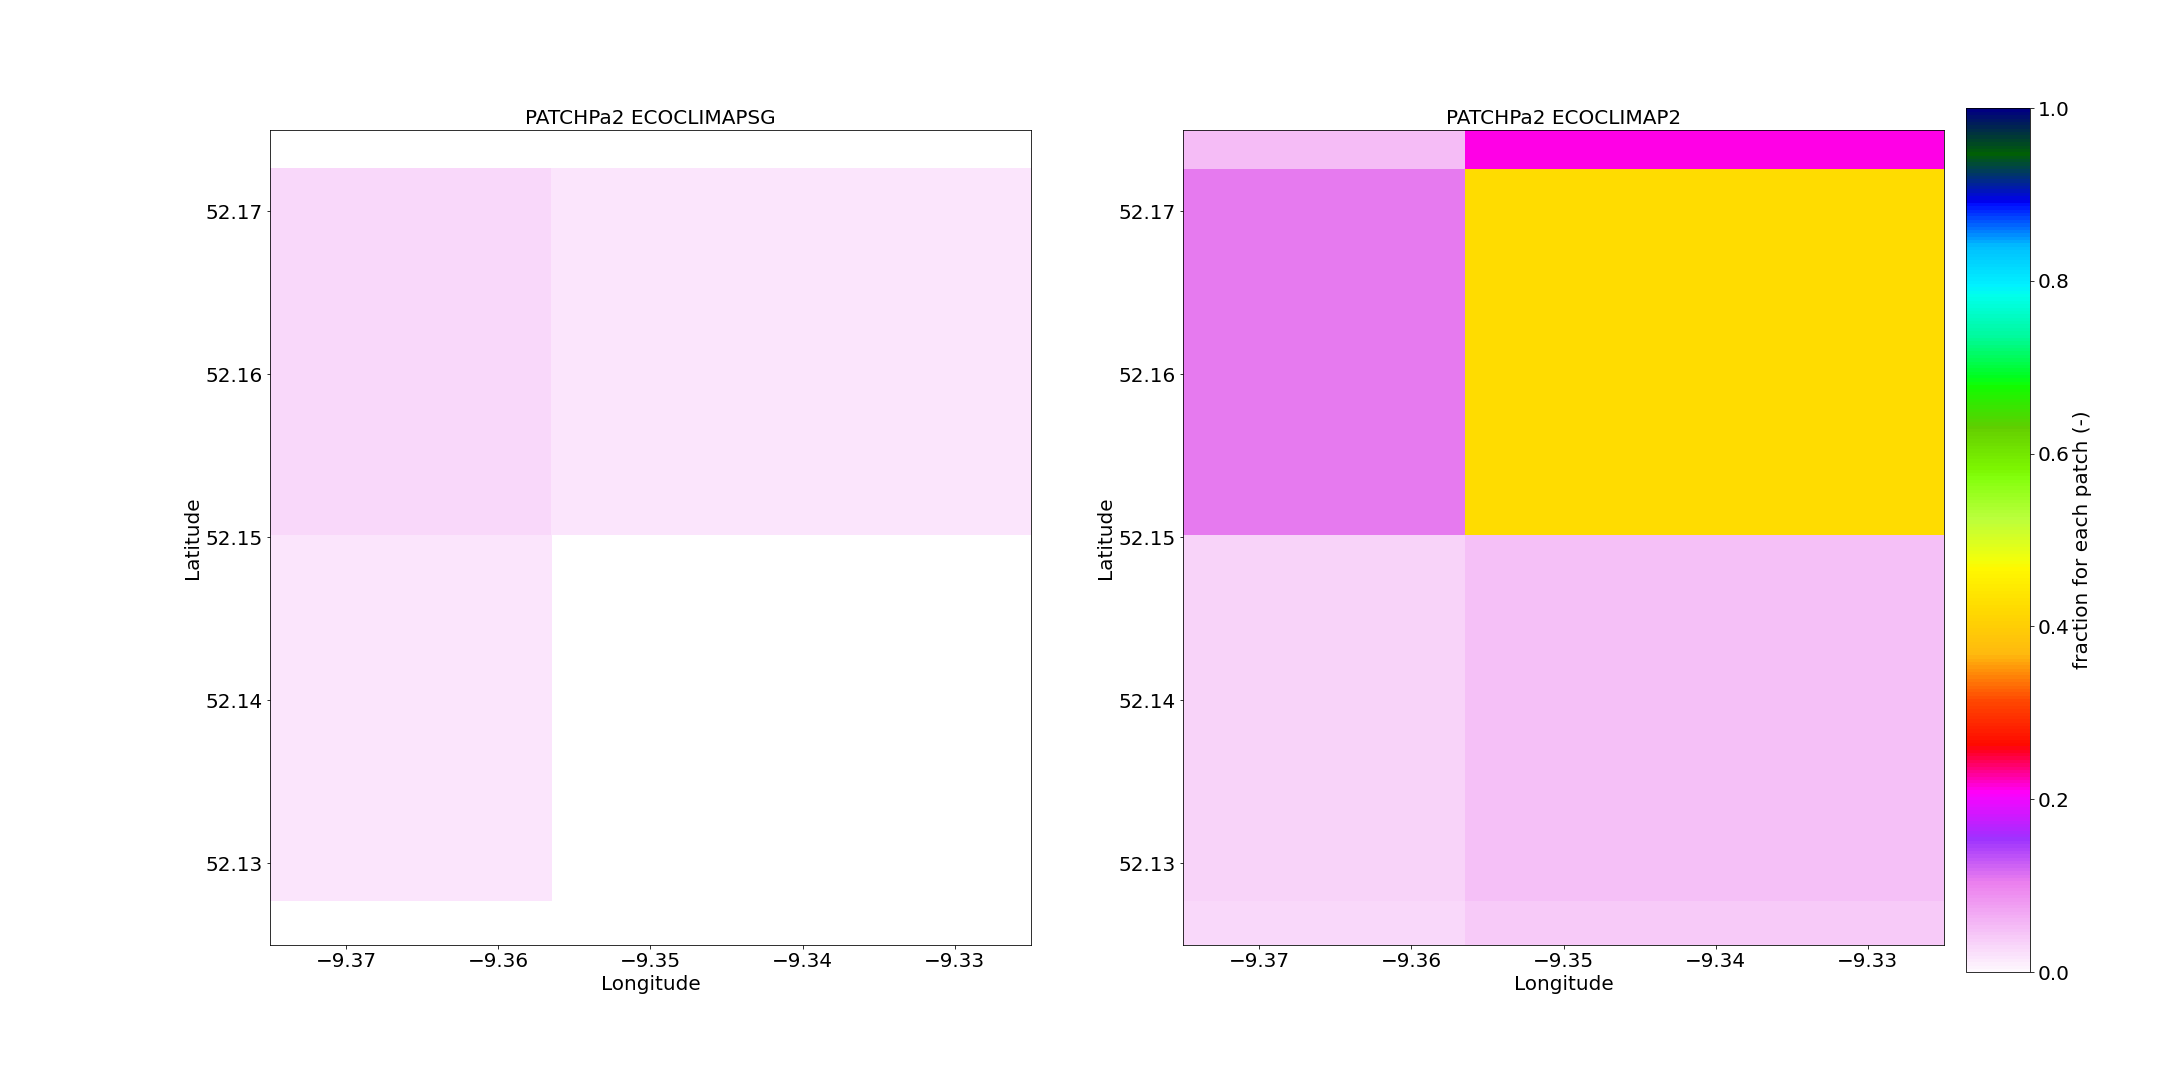 PATCHPa2 ECOCLIMAPSG
52.17
52.16
52.15
52.14
52.13
Latitude
−9.37 −9.36 −9.35 −9.34 −9.33
Longitude
PATCHPa2 ECOCLIMAP2
52.17
52.16
52.15
52.14
52.13
Latitude
−9.37 −9.36 −9.35 −9.34 −9.33
Longitude
1.0
0.8
0.6
0.4
0.2
0.0
fraction for each patch (-)